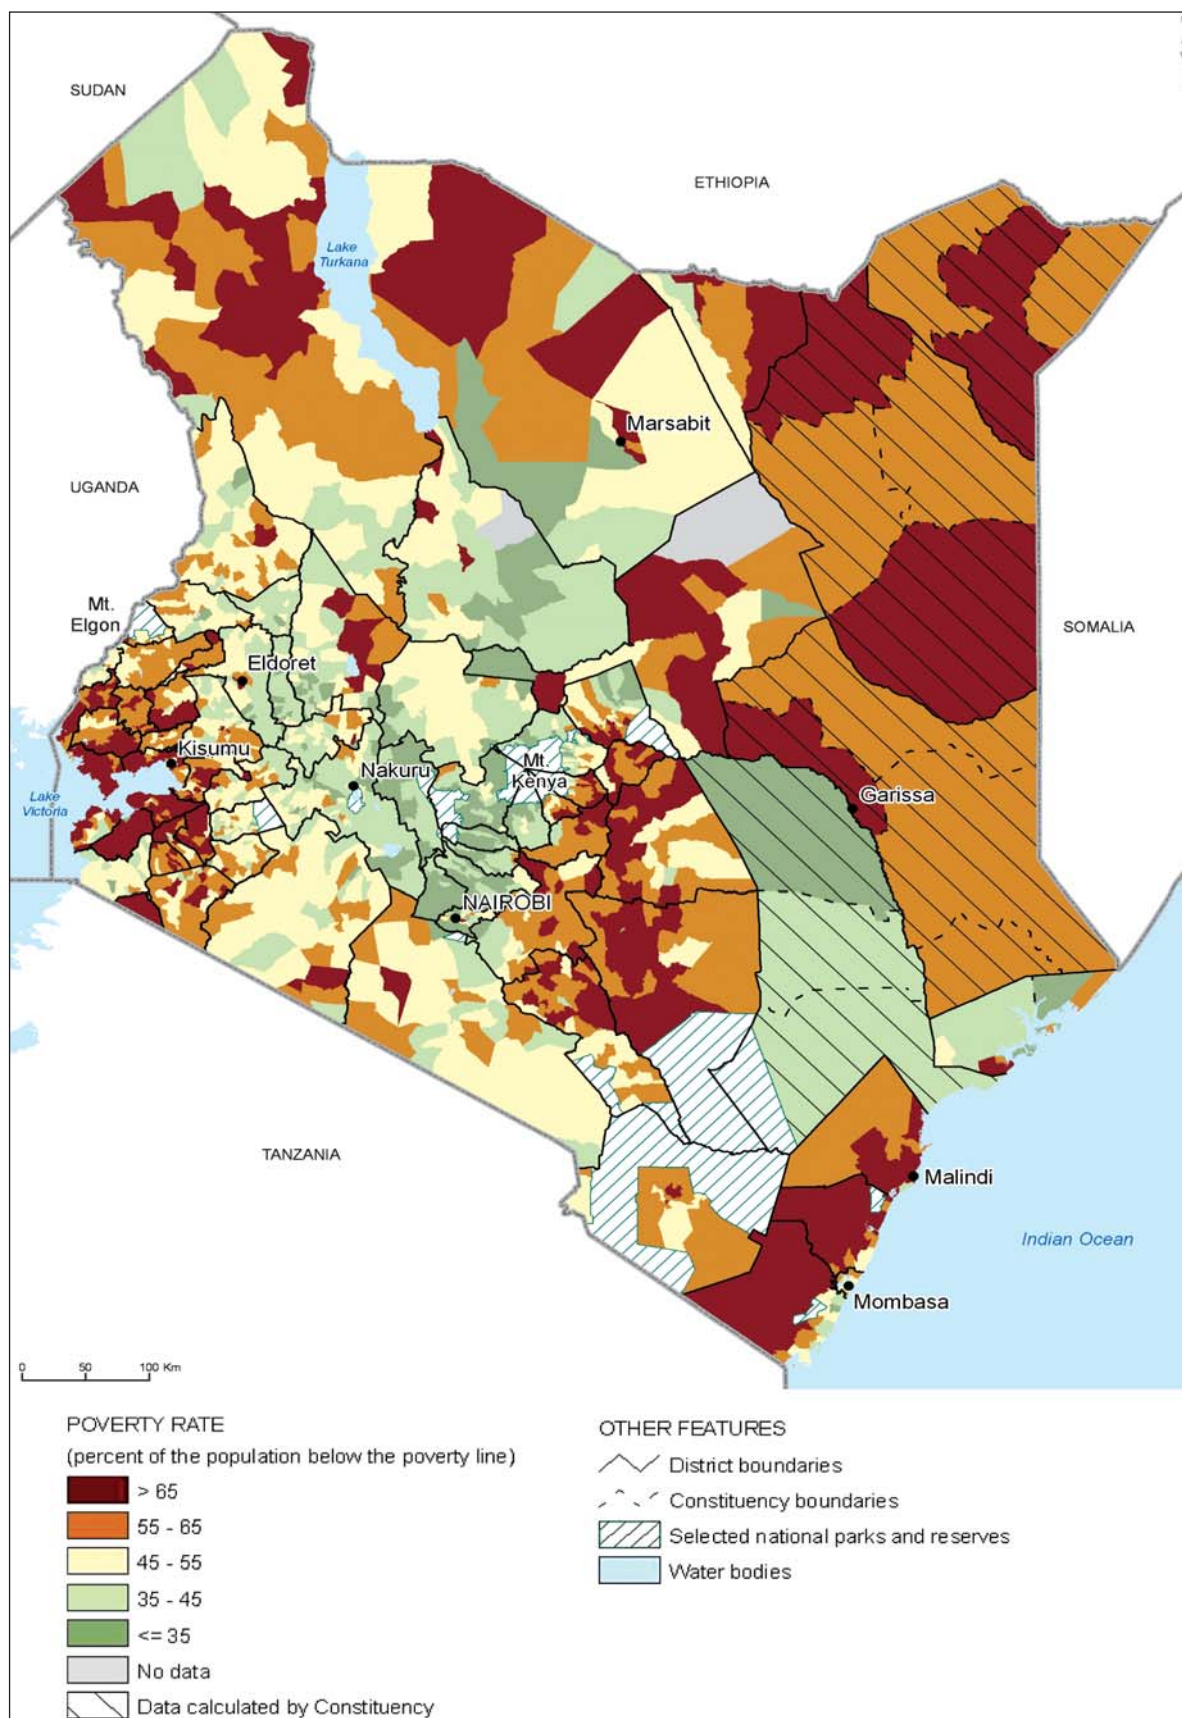 SUDAN
ETHIOPIA
Lake
Turkana
Marsabit
UGANDA
Mt.
Elgon
SOMALIA
Eldoret
Kisumu
Mt.
Kenya
Nakuru
Garissa
Lake
Victoria
NAIROBI
TANZANIA
Malindi
Indian Ocean
Mombasa
0 50 100 Km
POVERTY RATE
(percent of the population below the poverty line)
> 65
55 - 65
45 - 55
35 - 45
<= 35
No data
Data calculated by Constituency
OTHER FEATURES
District boundaries
Constituency boundaries
Selected national parks and reserves
Water bodies